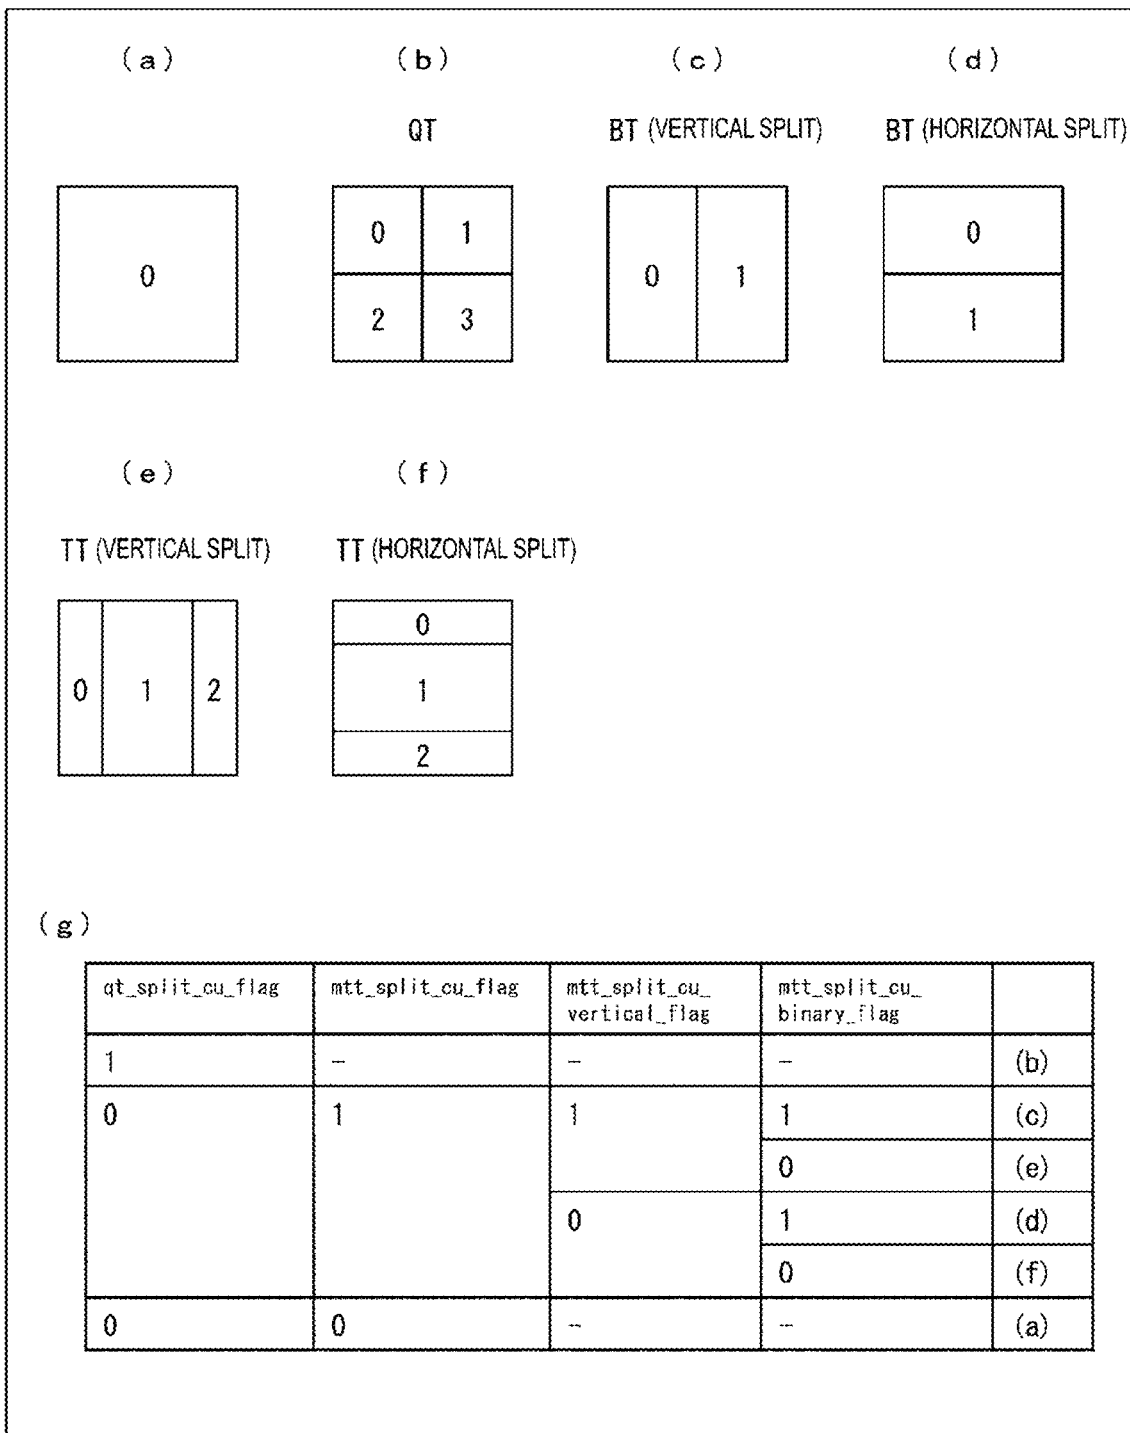 (a) (b) (c) (d)
QT BT (VERTICAL SPLIT) BT (HORIZONTAL SPLIT)
0 0 1 0 1 0
2 3 1
(e) (f)
TT (VERTICAL SPLIT) TT (HORIZONTAL SPLIT)
0
0 1 2 1
2
(g)
qt_split_cu_flag mtt_split_cu_flag mtt_split_cu_ mtt_split_cu_
vertical_flag binary_flag
1 - - - (b)
0 1 1 1 (c)
0 (e)
0 1 (d)
0 (f)
0 0 - - (a)